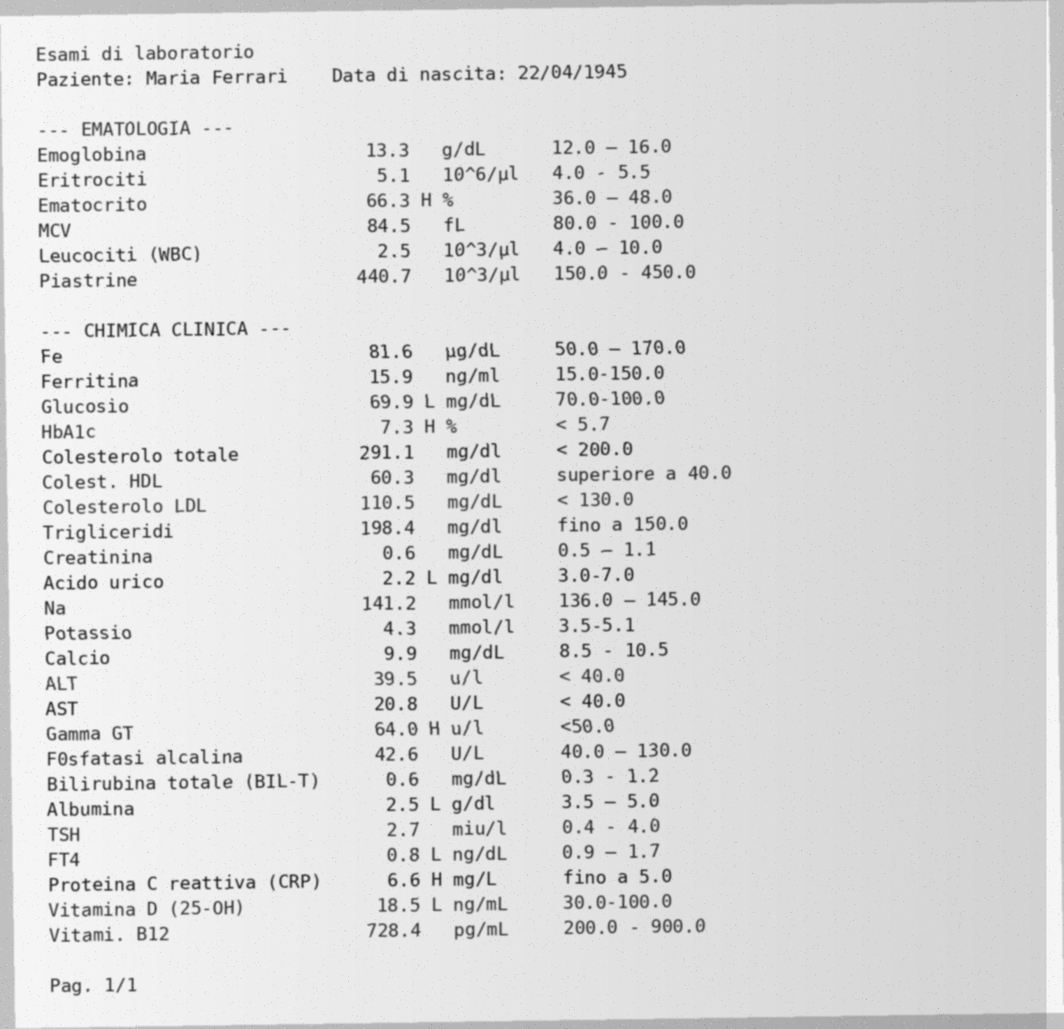 Esami di laboratorio
Paziente: Maria Ferrari    Data di nascita: 22/04/1945

--- EMATOLOGIA ---
Emoglobina                    13.3   g/dL      12.0 – 16.0
Eritrociti                     5.1   10^6/µl   4.0 - 5.5
Ematocrito                    66.3 H %         36.0 – 48.0
MCV                           84.5   fL        80.0 - 100.0
Leucociti (WBC)                2.5   10^3/µl   4.0 – 10.0
Piastrine                    440.7   10^3/µl   150.0 - 450.0

--- CHIMICA CLINICA ---
Fe                            81.6   µg/dL     50.0 – 170.0
Ferritina                     15.9   ng/ml     15.0-150.0
Glucosio                      69.9 L mg/dL     70.0-100.0
HbA1c                          7.3 H %         < 5.7
Colesterolo totale           291.1   mg/dl     < 200.0
Colest. HDL                   60.3   mg/dl     superiore a 40.0
Colesterolo LDL              110.5   mg/dL     < 130.0
Trigliceridi                 198.4   mg/dl     fino a 150.0
Creatinina                     0.6   mg/dL     0.5 – 1.1
Acido urico                    2.2 L mg/dl     3.0-7.0
Na                           141.2   mmol/l    136.0 – 145.0
Potassio                       4.3   mmol/l    3.5-5.1
Calcio                         9.9   mg/dL     8.5 - 10.5
ALT                           39.5   u/l       < 40.0
AST                           20.8   U/L       < 40.0
Gamma GT                      64.0 H u/l       <50.0
F0sfatasi alcalina            42.6   U/L       40.0 – 130.0
Bilirubina totale (BIL-T)      0.6   mg/dL     0.3 - 1.2
Albumina                       2.5 L g/dl      3.5 – 5.0
TSH                            2.7   miu/l     0.4 - 4.0
FT4                            0.8 L ng/dL     0.9 – 1.7
Proteina C reattiva (CRP)      6.6 H mg/L      fino a 5.0
Vitamina D (25-OH)            18.5 L ng/mL     30.0-100.0
Vitami. B12                  728.4   pg/mL     200.0 - 900.0

Pag. 1/1